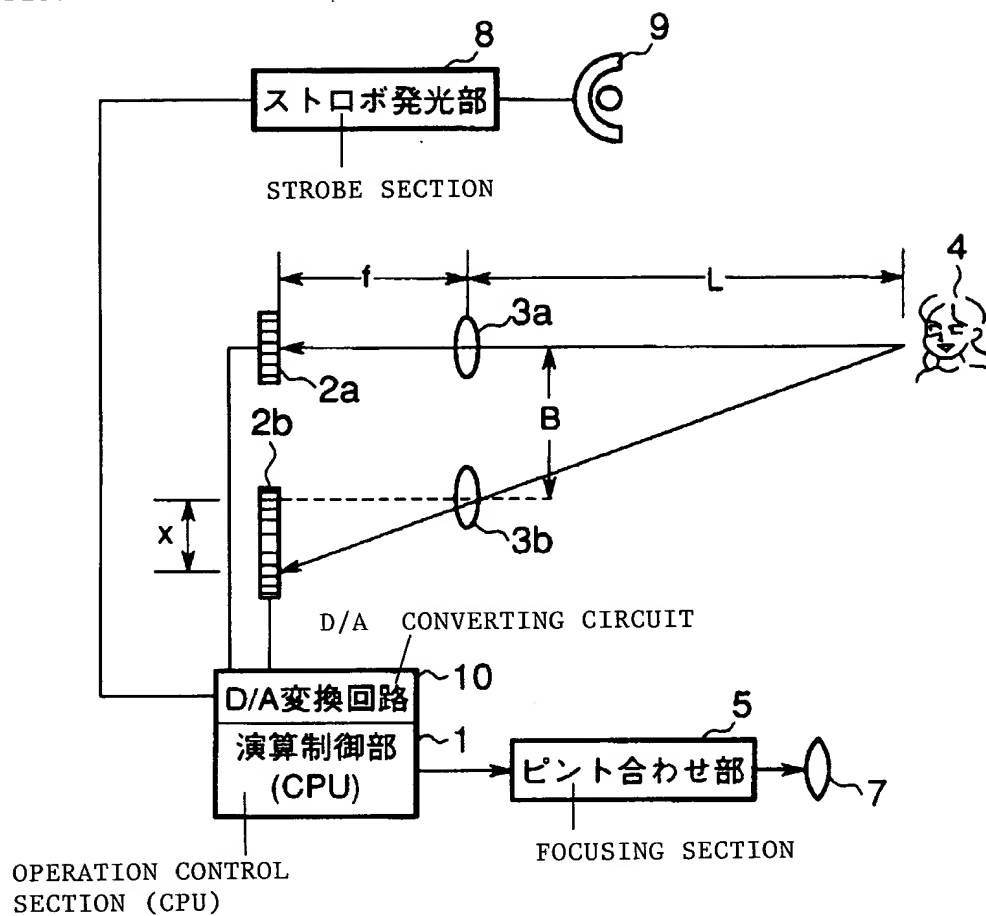 8
9
ストロボ発光部
STROBE SECTION
4
f
L
3a
2a
B
2b
x
3b
D/A CONVERTING CIRCUIT
D/A変換回路
10
演算制御部
(CPU)
1
5
ピント合わせ部
7
FOCUSING SECTION
OPERATION CONTROL
SECTION (CPU)